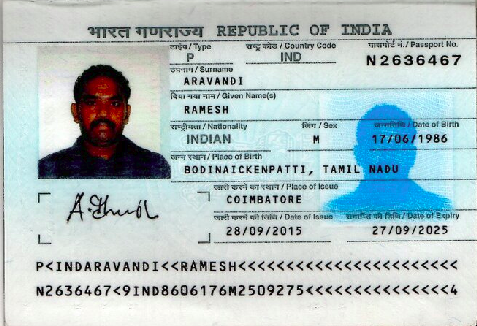 भारत गणराज्य REPUBLIC OF INDIA
टाईप / Type राष्ट्र कोड / Country Code पासपोर्ट नं. / Passport No.
P IND N2636467
उपनाम / Surname
ARAVANDI
दिया गया नाम / Given Name(s)
RAMESH
राष्ट्रीयता / Nationality लिंग / Sex जन्मतिथि / Date of Birth
INDIAN M 17/06/1986
जन्म स्थान / Place of Birth
BODINAICKENPATTI, TAMIL NADU
जारी करने का स्थान / Place of Issue
COIMBATORE
जारी करने की तिथि / Date of Issue समाप्ति की तिथि / Date of Expiry
28/09/2015 27/09/2025
P<INDARAVANDI<<RAMESH<<<<<<<<<<<<<<<<<<<<<<<
N2636467<9IND8606176M2509275<<<<<<<<<<<<<<<4